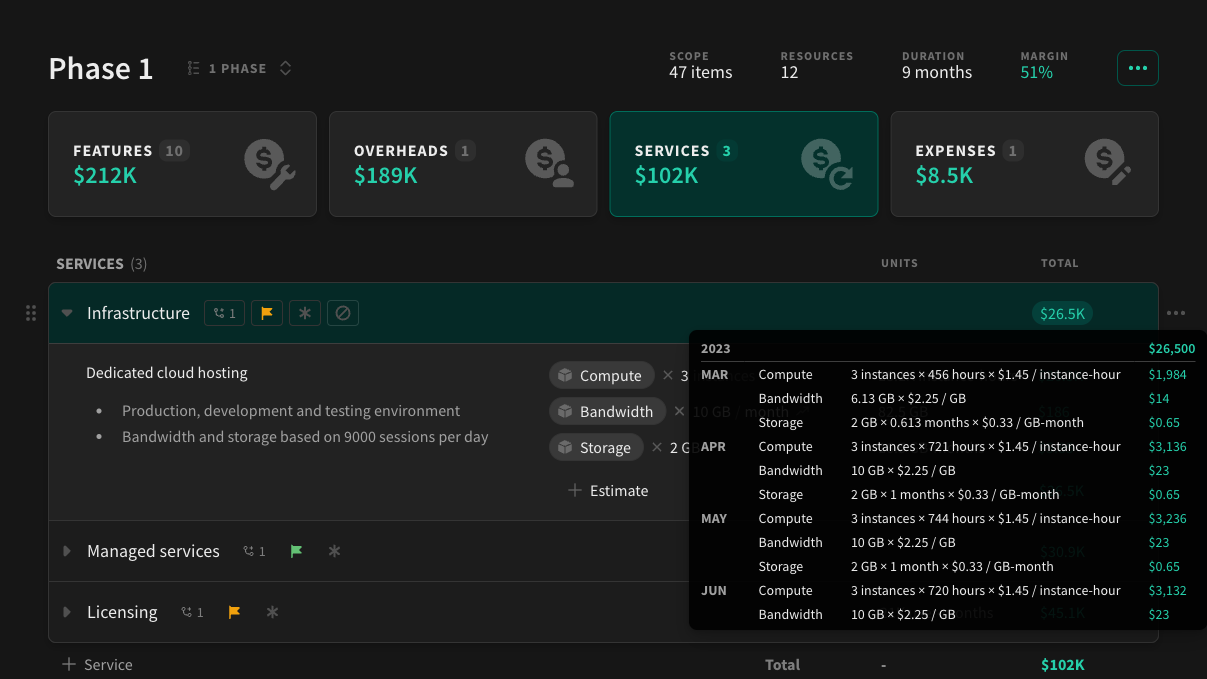 Phase 1
1 PHASE
SCOPE
47 items
RESOURCES
12
DURATION
9 months
MARGIN
51%
FEATURES 10
$212K
OVERHEADS 1
$189K
SERVICES 3
$102K
EXPENSES 1
$8.5K
SERVICES (3) UNITS TOTAL
Infrastructure 1 $26.5K
Dedicated cloud hosting
Production, development and testing environment
Bandwidth and storage based on 9000 sessions per day
Compute × 3
Bandwidth × 10 GB / month
Storage × 2 G
Estimate
2023 $26,500
MAR Compute 3 instances × 456 hours × $1.45 / instance-hour $1,984
Bandwidth 6.13 GB × $2.25 / GB $14
Storage 2 GB × 0.613 months × $0.33 / GB-month $0.65
APR Compute 3 instances × 721 hours × $1.45 / instance-hour $3,136
Bandwidth 10 GB × $2.25 / GB $23
Storage 2 GB × 1 months × $0.33 / GB-month $0.65
MAY Compute 3 instances × 744 hours × $1.45 / instance-hour $3,236
Bandwidth 10 GB × $2.25 / GB $23
Storage 2 GB × 1 month × $0.33 / GB-month $0.65
JUN Compute 3 instances × 720 hours × $1.45 / instance-hour $3,132
Bandwidth 10 GB × $2.25 / GB $23
Managed services 1 $30.9K
Licensing 1 $45.1K
Service Total - $102K